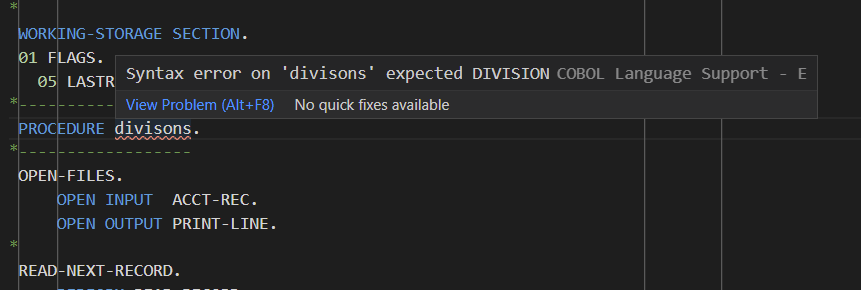 *
WORKING-STORAGE SECTION.
01 FLAGS.
Syntax error on 'divisons' expected DIVISION COBOL Language Support - E
05 LASTR
View Problem (Alt+F8) No quick fixes available
*----------
PROCEDURE divisons.
*------------------
OPEN-FILES.
OPEN INPUT  ACCT-REC.
OPEN OUTPUT PRINT-LINE.
*
READ-NEXT-RECORD.